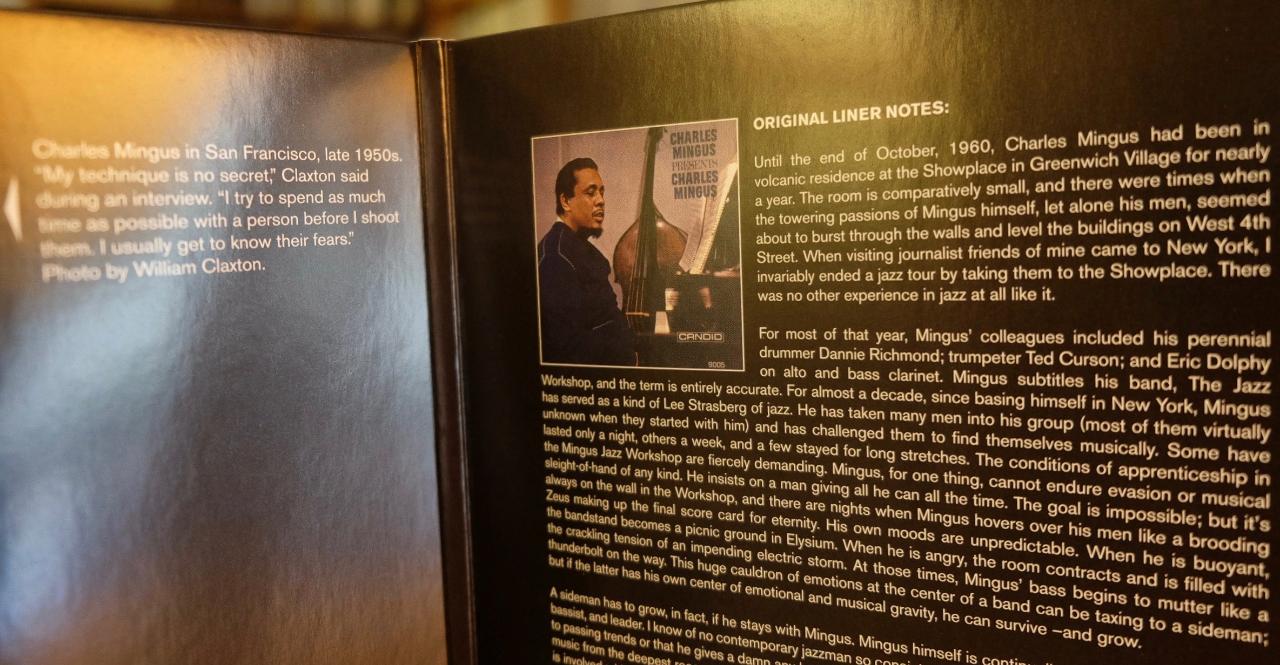 Charles Mingus in San Francisco, late 1950s.
"My technique is no secret," Claxton said
during an interview. "I try to spend as much
time as possible with a person before I shoot
them. I usually get to know their fears."
Photo by William Claxton.
CHARLES
MINGUS
PRESENTS
CHARLES
MINGUS
CANDID
9005
ORIGINAL LINER NOTES:
Until the end of October, 1960, Charles Mingus had been in
volcanic residence at the Showplace in Greenwich Village for nearly
a year. The room is comparatively small, and there were times when
the towering passions of Mingus himself, let alone his men, seemed
about to burst through the walls and level the buildings on West 4th
Street. When visiting journalist friends of mine came to New York, I
invariably ended a jazz tour by taking them to the Showplace. There
was no other experience in jazz at all like it.
For most of that year, Mingus' colleagues included his perennial
drummer Dannie Richmond; trumpeter Ted Curson; and Eric Dolphy
on alto and bass clarinet. Mingus subtitles his band, The Jazz
Workshop, and the term is entirely accurate. For almost a decade, since basing himself in New York, Mingus
has served as a kind of Lee Strasberg of jazz. He has taken many men into his group (most of them virtually
unknown when they started with him) and has challenged them to find themselves musically. Some have
lasted only a night, others a week, and a few stayed for long stretches. The conditions of apprenticeship in
the Mingus Jazz Workshop are fiercely demanding. Mingus, for one thing, cannot endure evasion or musical
sleight-of-hand of any kind. He insists on a man giving all he can all the time. The goal is impossible; but it's
always on the wall in the Workshop, and there are nights when Mingus hovers over his men like a brooding
Zeus making up the final score card for eternity. His own moods are unpredictable. When he is buoyant,
the bandstand becomes a picnic ground in Elysium. When he is angry, the room contracts and is filled with
the crackling tension of an impending electric storm. At those times, Mingus' bass begins to mutter like a
thunderbolt on the way. This huge cauldron of emotions at the center of a band can be taxing to a sideman;
but if the latter has his own center of emotional and musical gravity, he can survive –and grow.
A sideman has to grow, in fact, if he stays with Mingus. Mingus himself is
bassist, and leader. I know of no contemporary jazzman so
to passing trends or that he gives a damn
music from the deepest
is involved